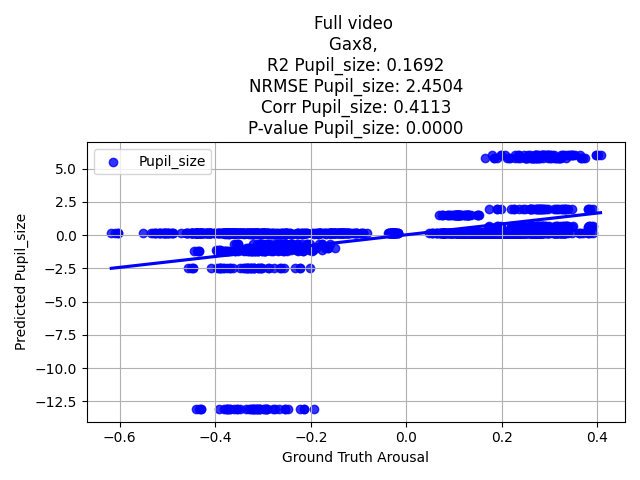 Full video
Gax8,
R2 Pupil_size: 0.1692
NRMSE Pupil_size: 2.4504
Corr Pupil_size: 0.4113
P-value Pupil_size: 0.0000
Pupil_size
5.0
2.5
0.0
−2.5
−5.0
−7.5
−10.0
−12.5
Predicted Pupil_size
−0.6 −0.4 −0.2 0.0 0.2 0.4
Ground Truth Arousal